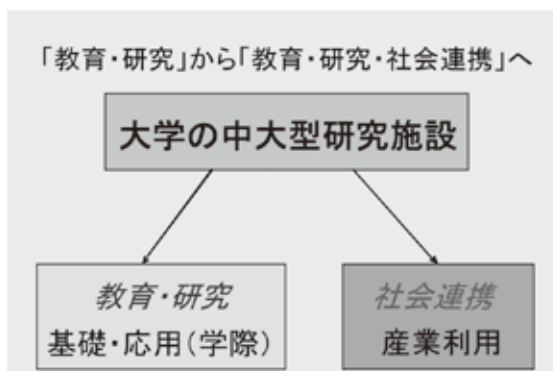 「教育・研究」から「教育・研究・社会連携」へ
大学の中大型研究施設
教育・研究
基礎・応用(学際)
社会連携
産業利用